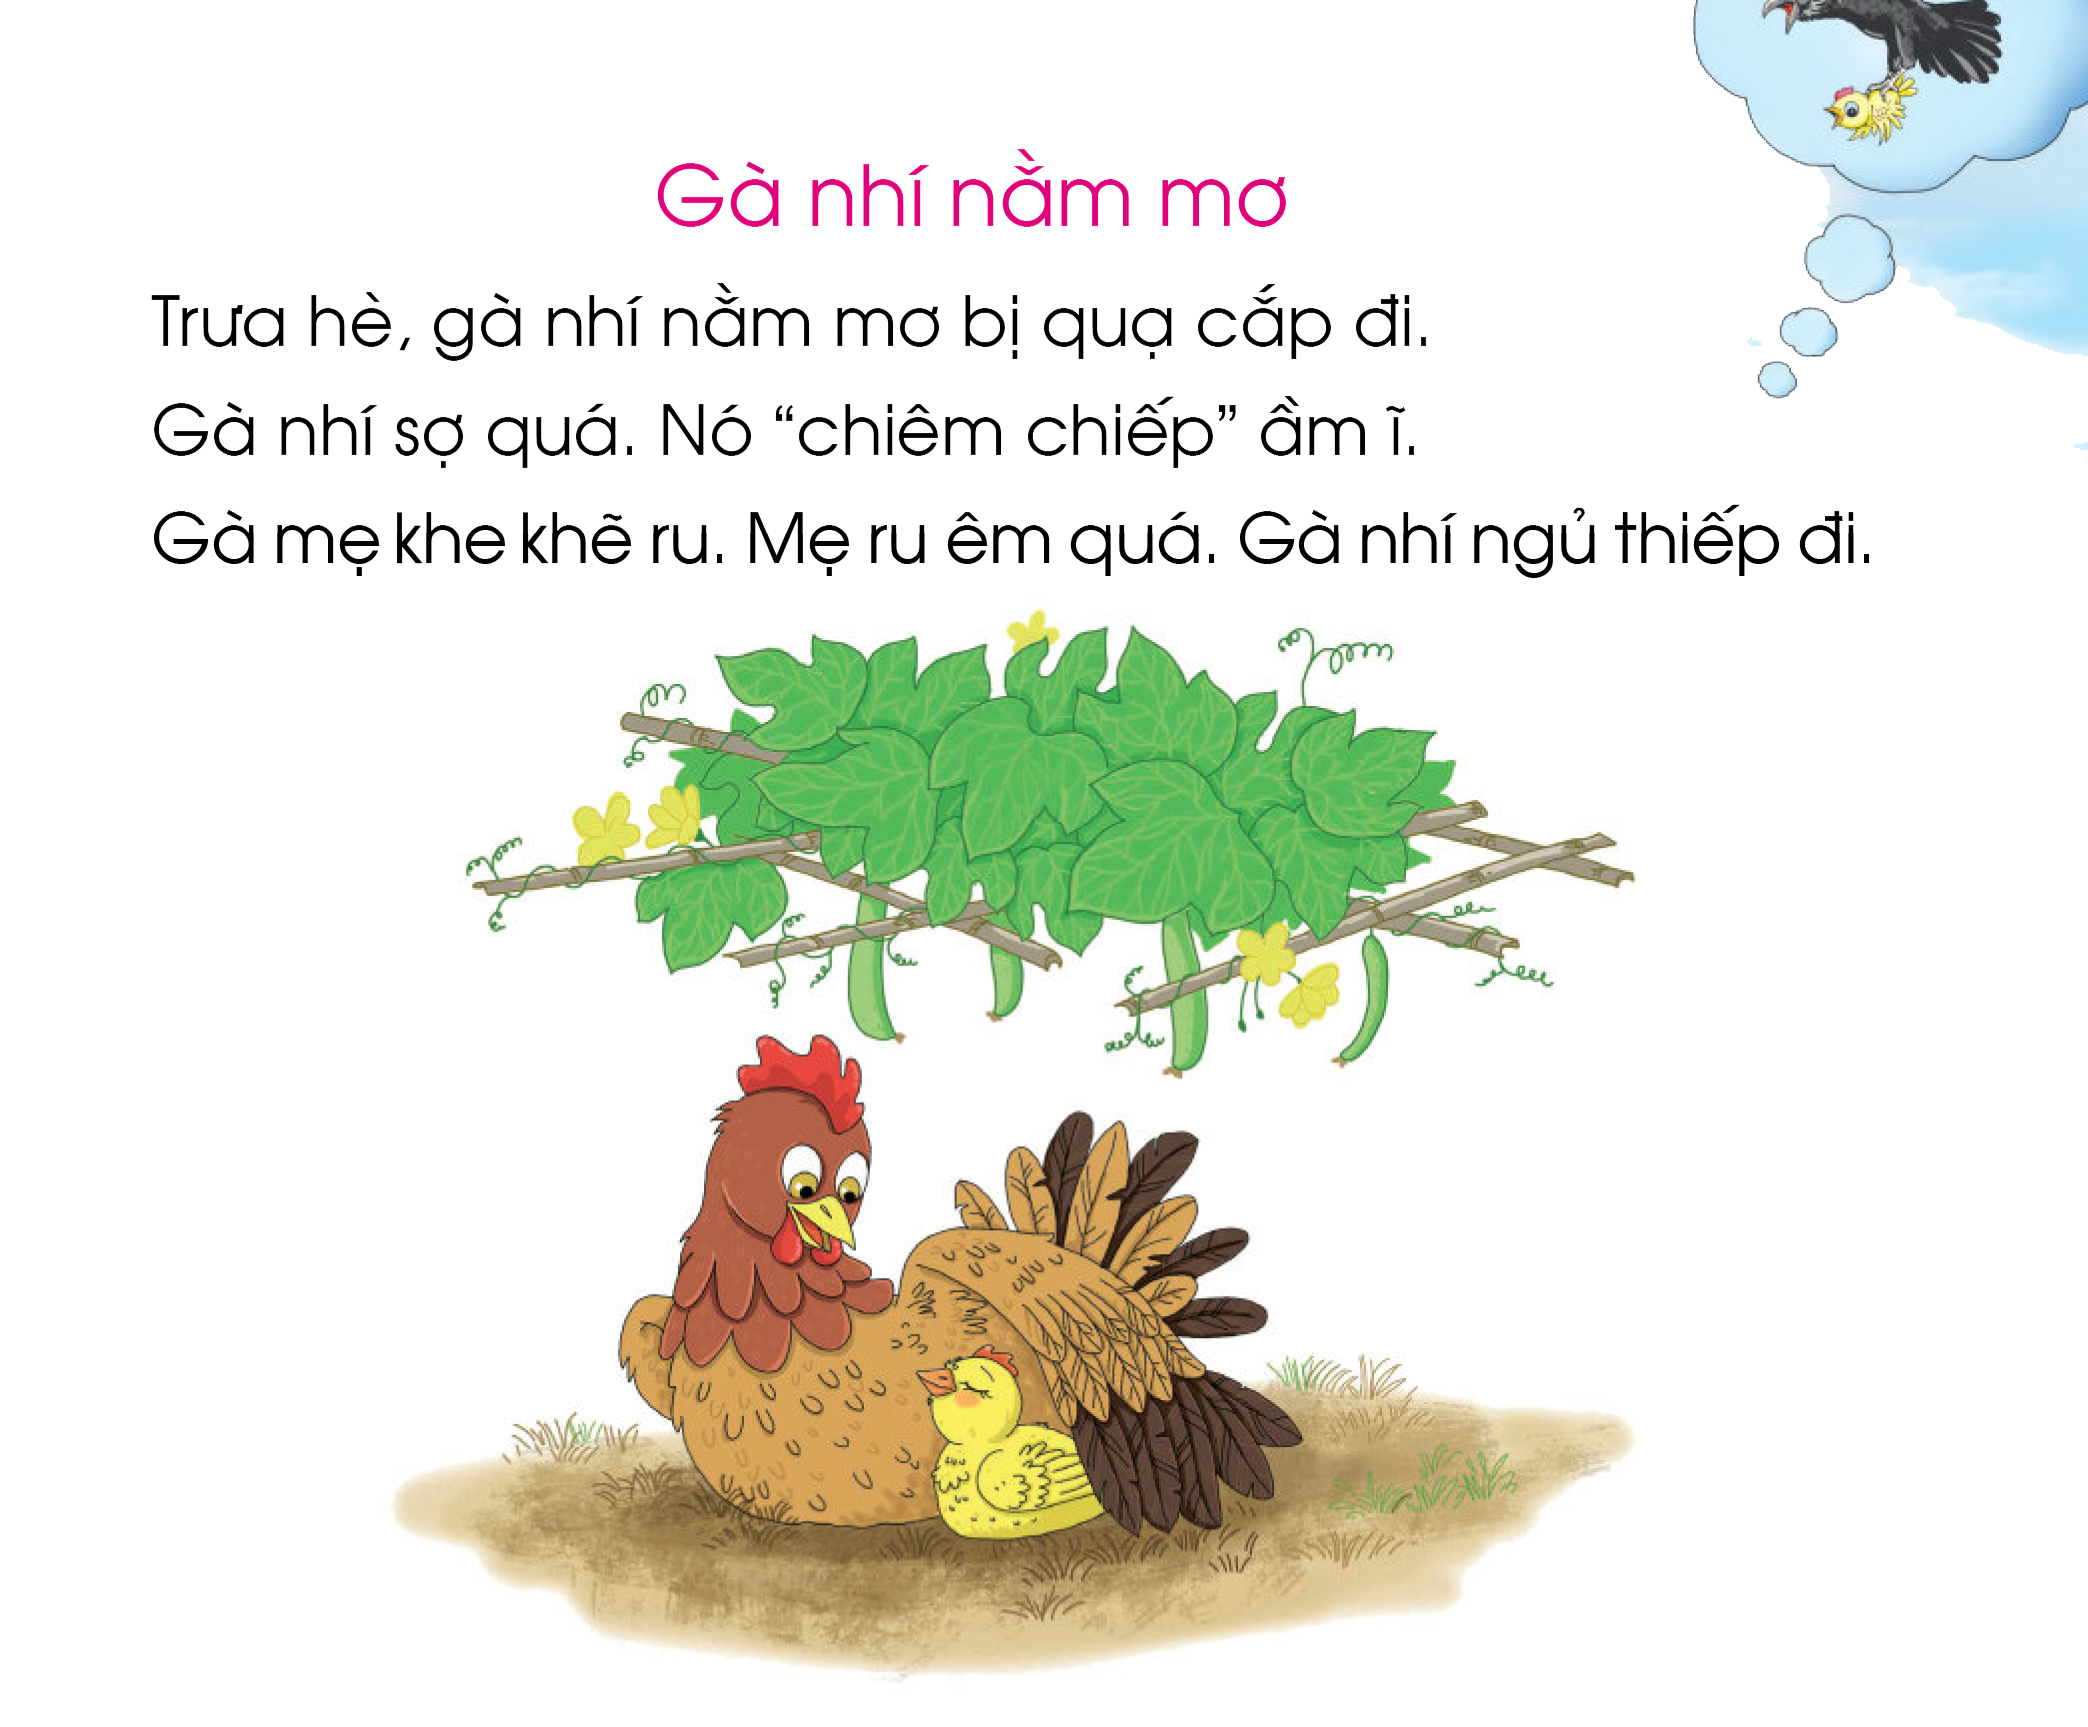 Gà nhí nằm mơ
Trưa hè, gà nhí nằm mơ bị quạ cắp đi.
Gà nhí sợ quá. Nó “chiêm chiếp” ầm ĩ.
Gà mẹ khe khẽ ru. Mẹ ru êm quá. Gà nhí ngủ thiếp đi.